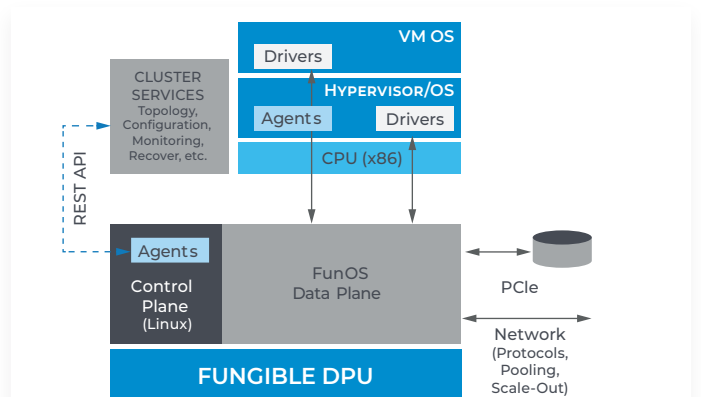 VM OS
Drivers
CLUSTER
SERVICES
Topology,
Configuration,
Monitoring,
Recover, etc.
HYPERVISOR/OS
Agents
Drivers
CPU (x86)
REST API
Agents
Control
Plane
(Linux)
FunOS
Data Plane
PCIe
Network
(Protocols,
Pooling,
Scale-Out)
FUNGIBLE DPU